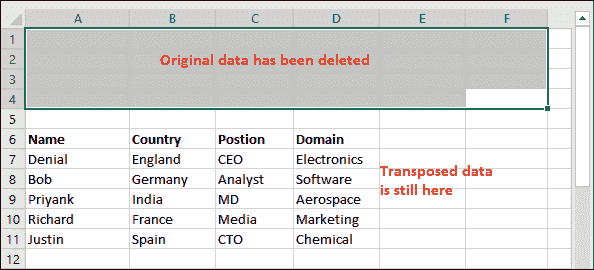 A B C D E F
1
2 Original data has been deleted
3
4
5
6 Name Country Postion Domain
7 Denial England CEO Electronics
8 Bob Germany Analyst Software
9 Priyank India MD Aerospace
10 Richard France Media Marketing
11 Justin Spain CTO Chemical
12
Transposed data
is still here